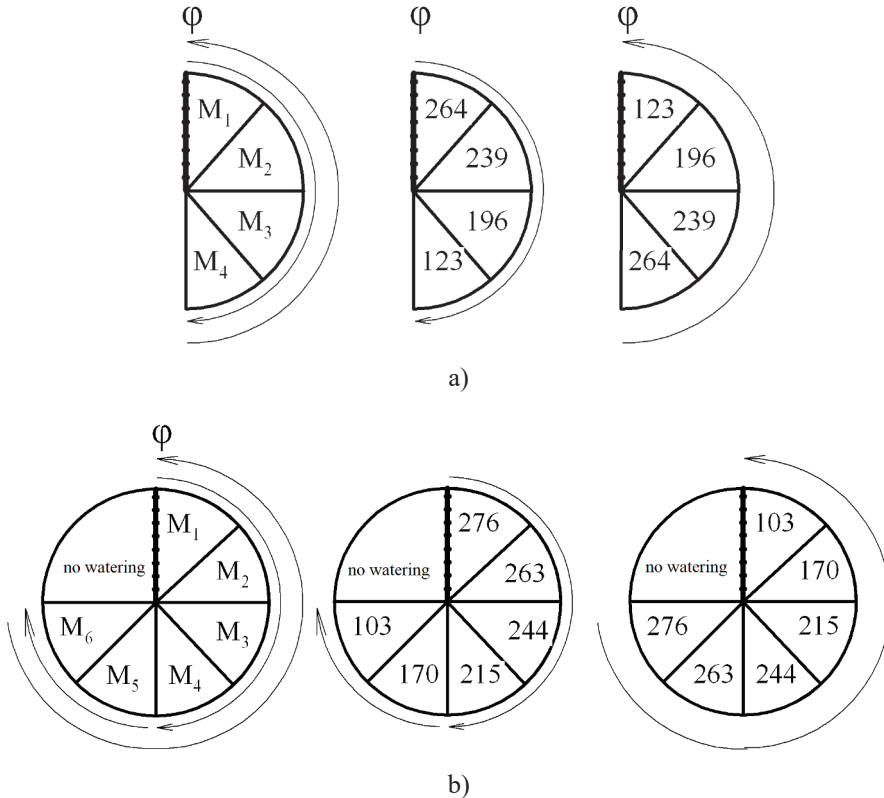 φ φ φ
M₁ 264 123
M₂ 239 196
M₃ 196 239
M₄ 123 264
a)
φ
M₁ 276 103
no watering M₂ no watering 263 no watering 170
M₆ M₃ 103 244 276 215
M₅ M₄ 170 215 263 244
b)